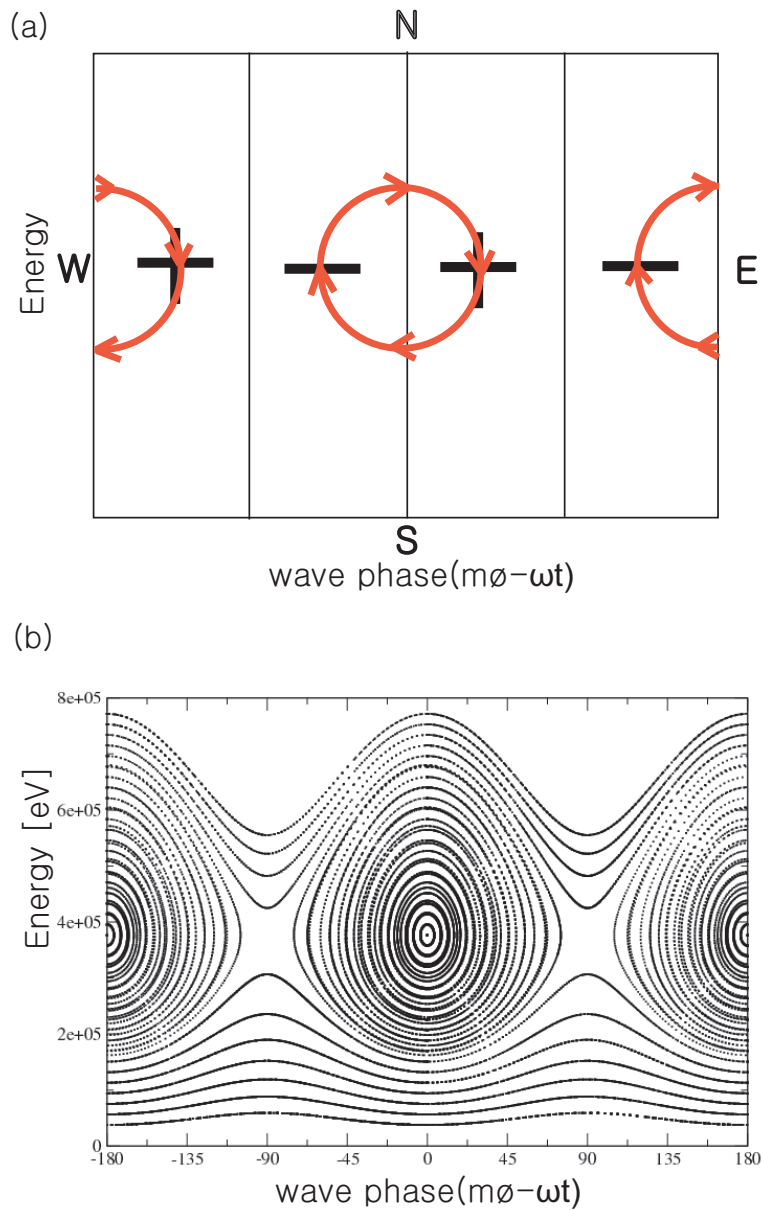 (a)
N
Energy
W
E
S
wave phase(mø-ωt)
(b)
8e+05
6e+05
4e+05
2e+05
0
Energy [eV]
-180 -135 -90 -45 0 45 90 135 180
wave phase(mø-ωt)